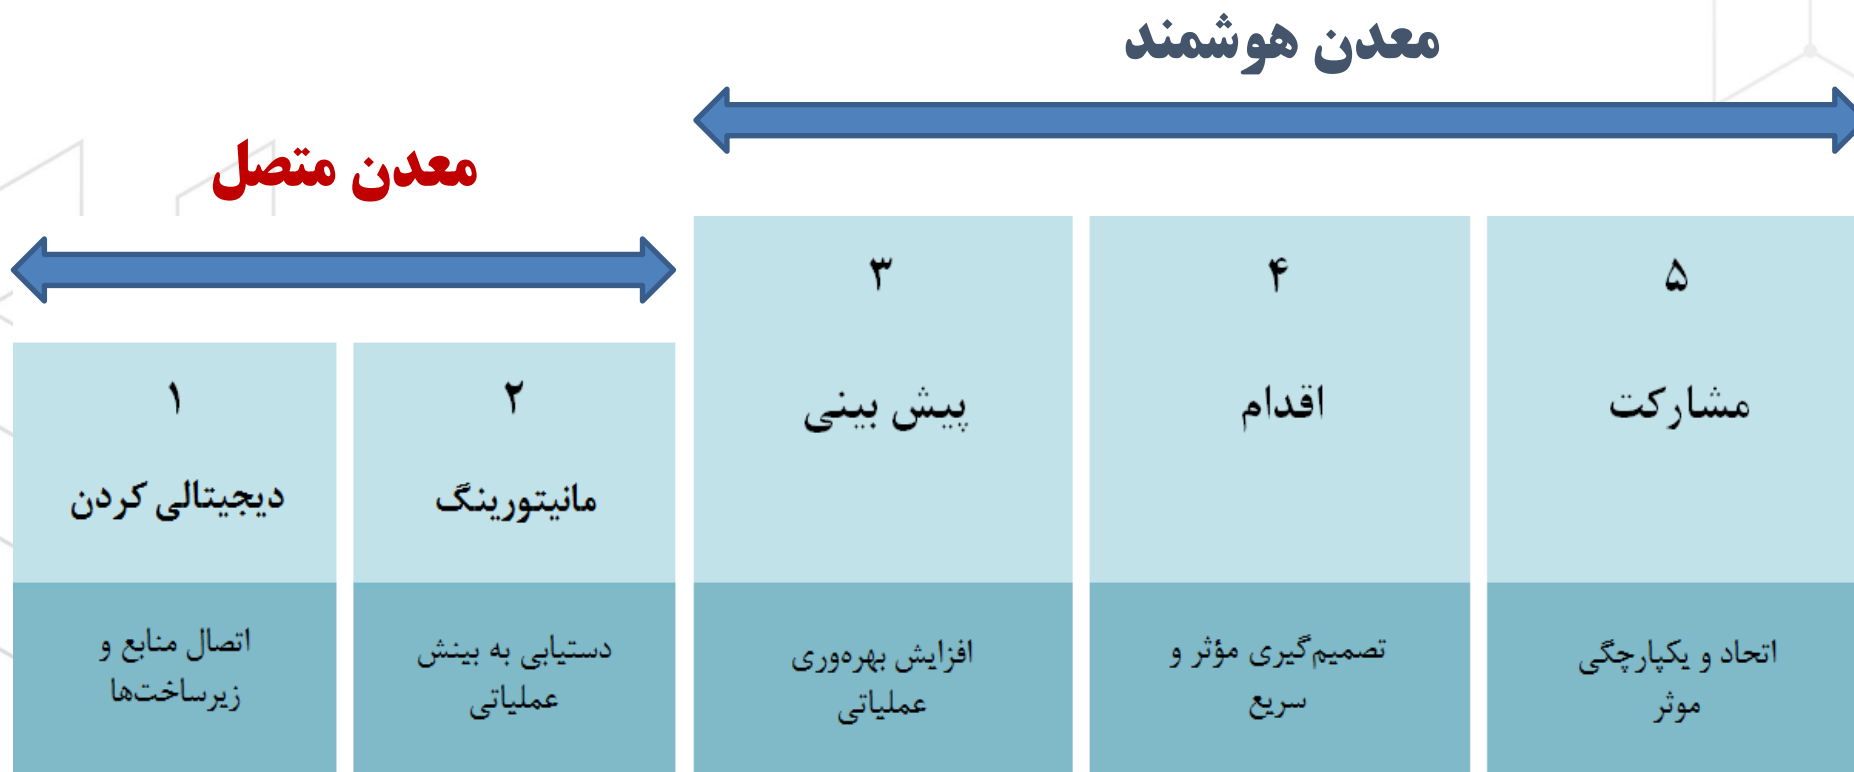 معدن هوشمند
معدن متصل
۱
دیجیتالی کردن
اتصال منابع و
زیرساخت‌ها
۲
مانیتورینگ
دستیابی به بینش
عملیاتی
۳
پیش بینی
افزایش بهره‌وری
عملیاتی
۴
اقدام
تصمیم‌گیری مؤثر و
سریع
۵
مشارکت
اتحاد و یکپارچگی
موثر